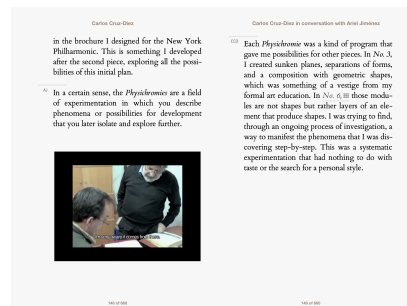 Carlos Cruz-Diez
in the brochure I designed for the New York
Philharmonic. This is something I developed
after the second piece, exploring all the possi-
bilities of this initial plan.
AJ In a certain sense, the Physichromies are a field
of experimentation in which you describe
phenomena or possibilities for development
that you later isolate and explore further.
148 of 680
Carlos Cruz-Diez in conversation with Ariel Jiménez
CCD Each Physichromie was a kind of program that
gave me possibilities for other pieces. In No. 3,
I created sunken planes, separations of forms,
and a composition with geometric shapes,
which was something of a vestige from my
formal art education. In No. 6, those modu-
les are not shapes but rather layers of an ele-
ment that produce shapes. I was trying to find,
through an ongoing process of investigation, a
way to manifest the phenomena that I was dis-
covering step-by-step. This was a systematic
experimentation that had nothing to do with
taste or the search for a personal style.
149 of 680